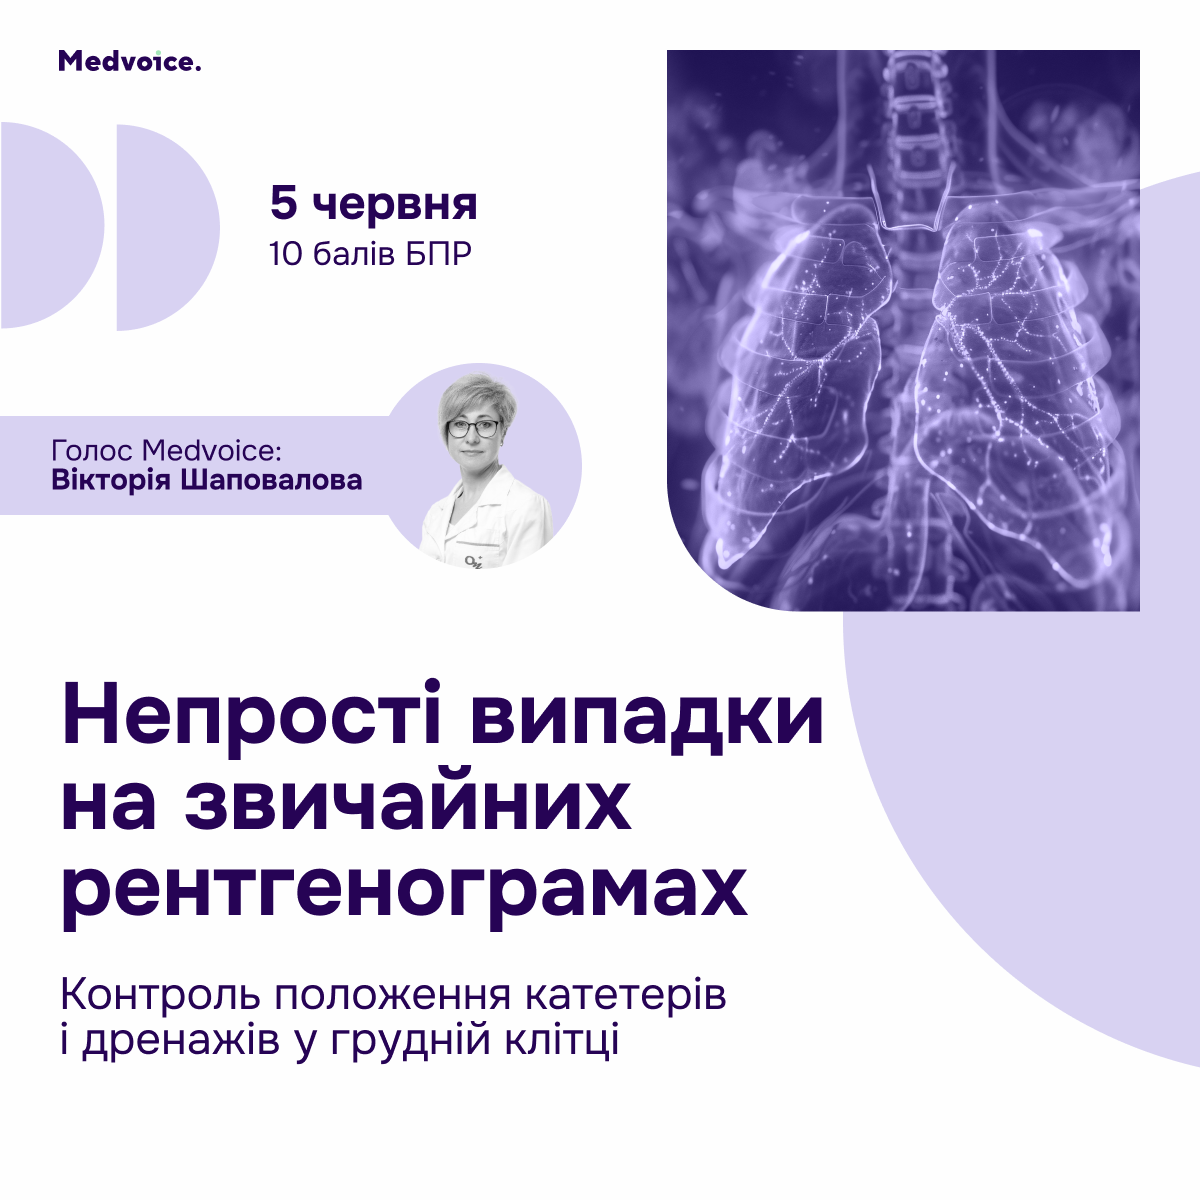 Medvoice.
5 червня
10 балів БПР
Голос Medvoice:
Вікторія Шаповалова
Непрості випадки
на звичайних
рентгенограмах
Контроль положення катетерів
і дренажів у грудній клітці